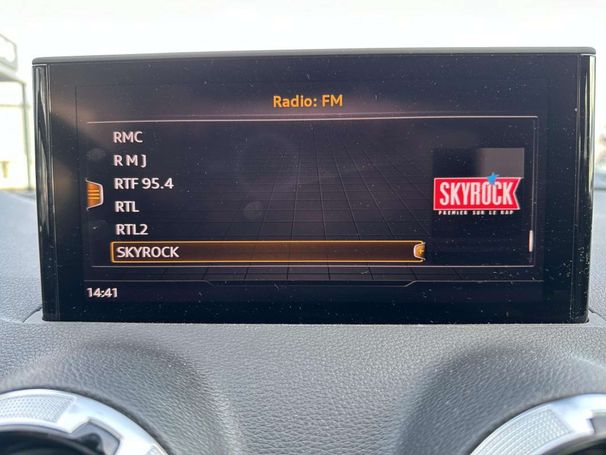 Radio: FM
RMC
R M J
RTF 95.4
RTL
RTL2
SKYROCK
SKYROCK
PREMIER SUR LE RAP
14:41